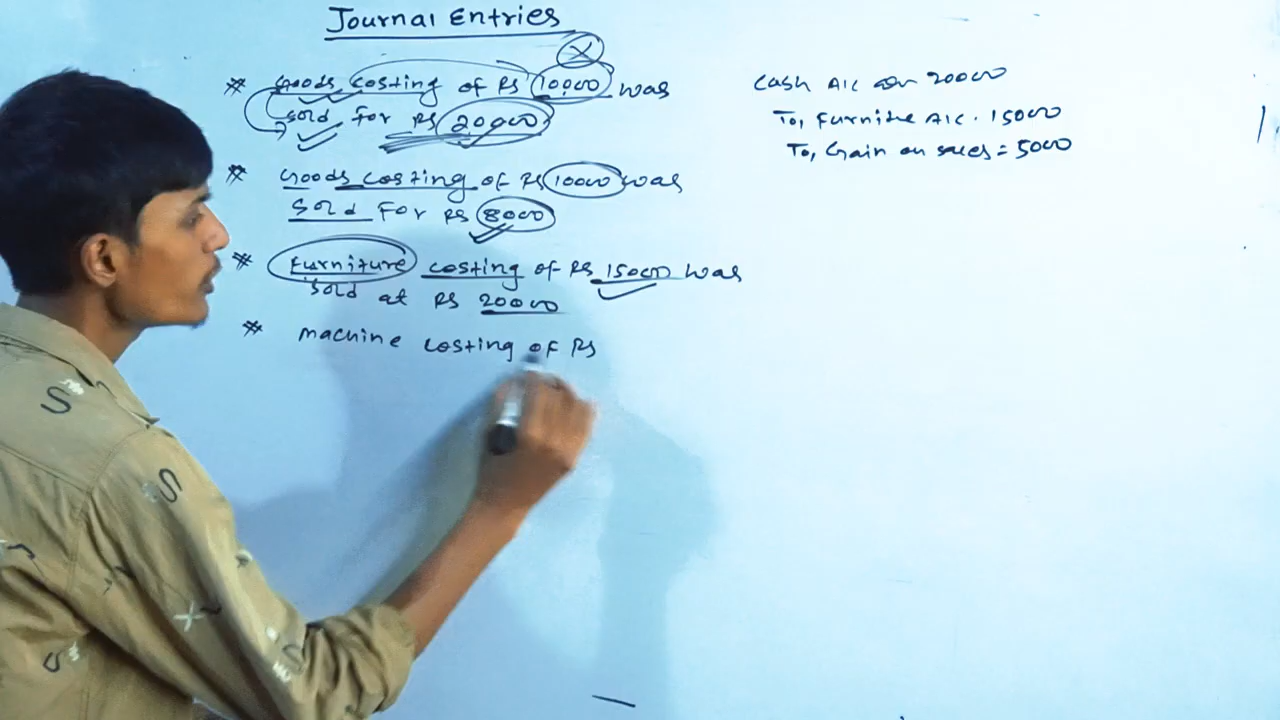 Journal Entries
* Goods costing of Rs 10000 was
sold for Rs 20000
* Goods costing of Rs 10000 was
sold for Rs 8000
* Furniture costing of Rs 15000 was
sold at Rs 20000
* machine costing of Rs
Cash A/c 20000
To, Furniture A/c. 15000
To, Gain on sales = 5000